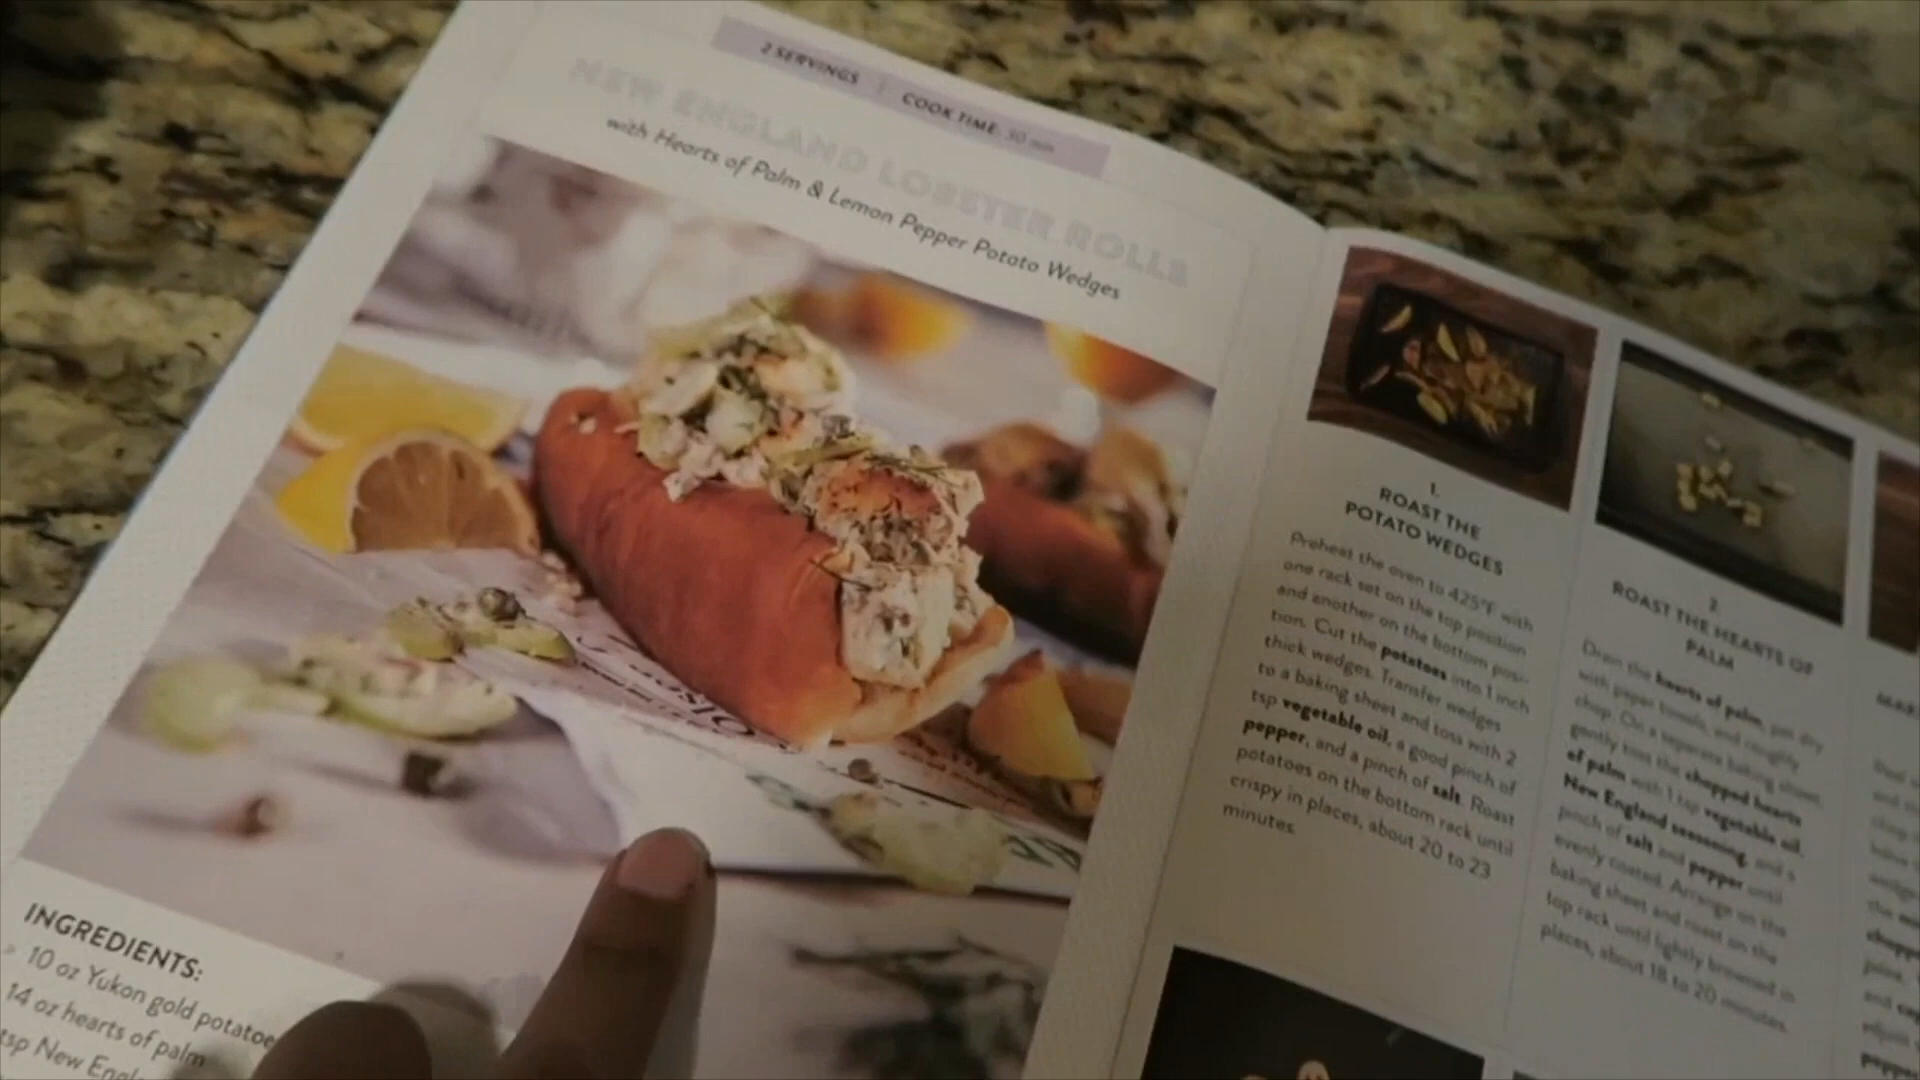 2 SERVINGS | COOK TIME: 30 min
NEW ENGLAND LOBSTER ROLLS
with Hearts of Palm & Lemon Pepper Potato Wedges
INGREDIENTS:
10 oz Yukon gold potatoe
14 oz hearts of palm
tsp New Engl
1.
ROAST THE
POTATO WEDGES
Preheat the oven to 425°F with
one rack set on the top position
and another on the bottom posi-
tion. Cut the potatoes into 1 inch
thick wedges. Transfer wedges
to a baking sheet and toss with 2
tsp vegetable oil, a good pinch of
pepper, and a pinch of salt. Roast
potatoes on the bottom rack until
crispy in places, about 20 to 23
minutes.
2.
ROAST THE HEARTS OF
PALM
Drain the hearts of palm, pat dry
with paper towels, and roughly
chop. On a separate baking sheet,
gently toss the chopped hearts
of palm with 1 tsp vegetable oil,
New England seasoning, and a
pinch of salt and pepper until
evenly coated. Arrange on the
baking sheet and roast on the
top rack until lightly browned in
places, about 18 to 20 minutes.